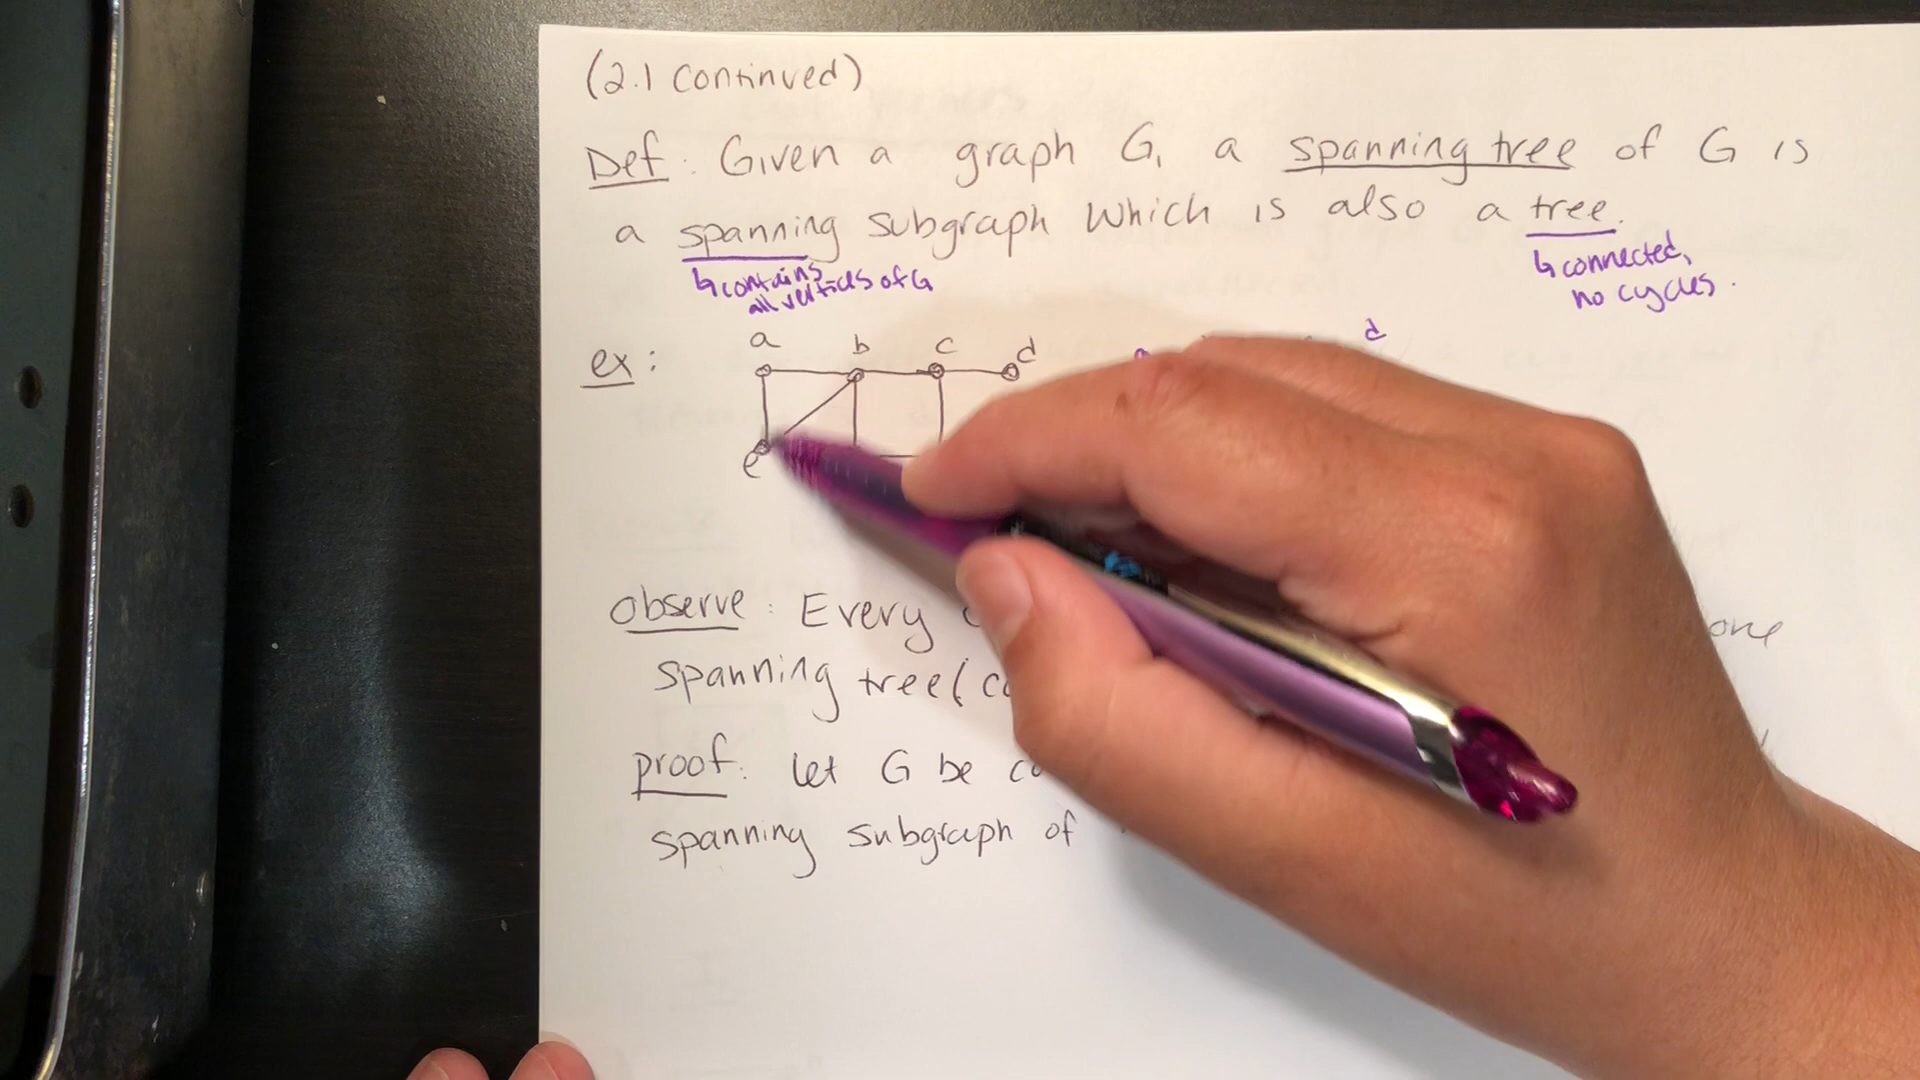 (2.1 continued)
Def: Given a graph G, a spanning tree of G is
a spanning subgraph which is also a tree.
↳ contains all vertices of G
↳ connected, no cycles.
ex:
a b c d
d
e
observe: Every
one
spanning tree (
proof: Let G be
spanning subgraph of